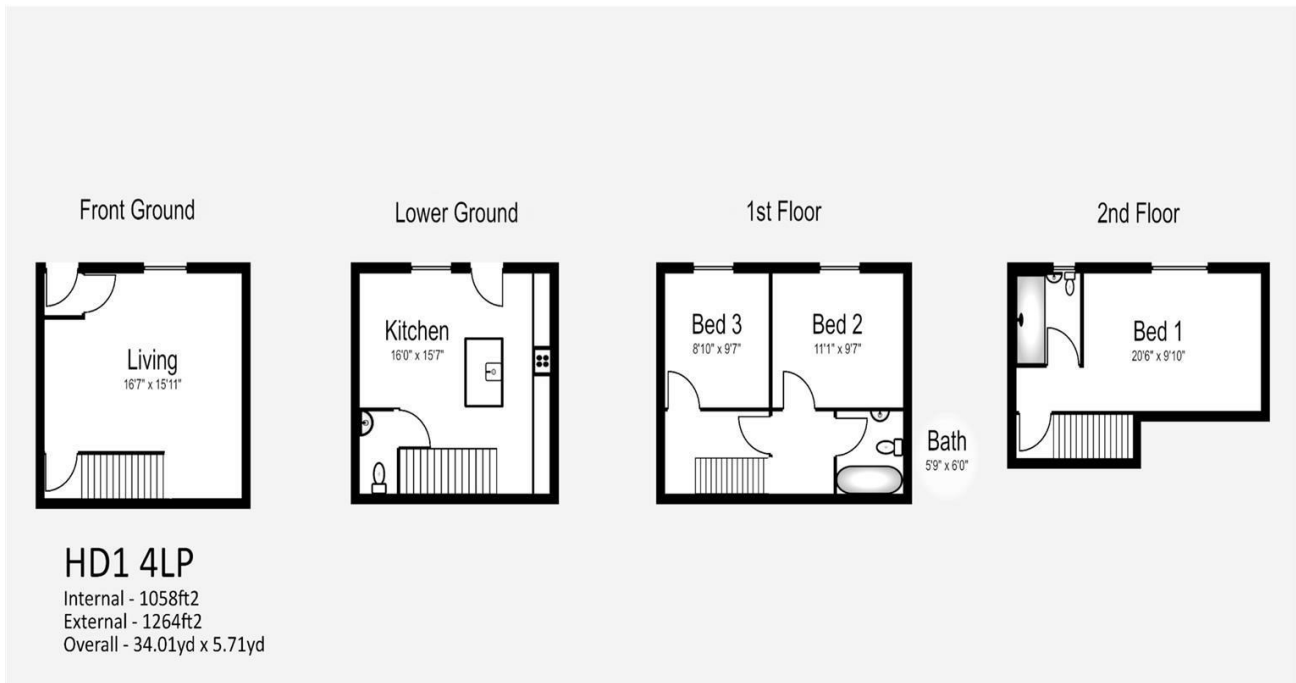 Front Ground
Lower Ground
1st Floor
2nd Floor
Living
16'7" x 15'11"
Kitchen
16'0" x 15'7"
Bed 3
8'10" x 9'7"
Bed 2
11'1" x 9'7"
Bath
5'9" x 6'0"
Bed 1
20'6" x 9'10"
HD1 4LP
Internal - 1058ft2
External - 1264ft2
Overall - 34.01yd x 5.71yd